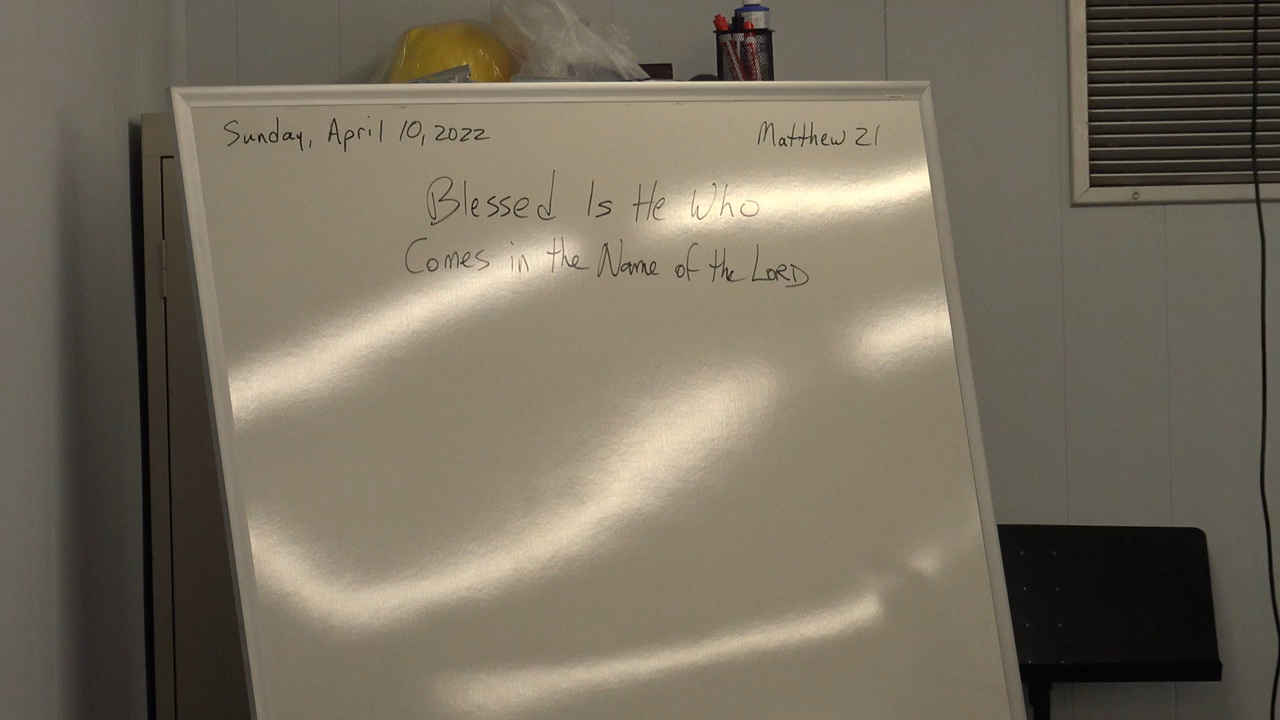 Sunday, April 10, 2022
Matthew 21
Blessed Is He Who
Comes in the Name of the LORD